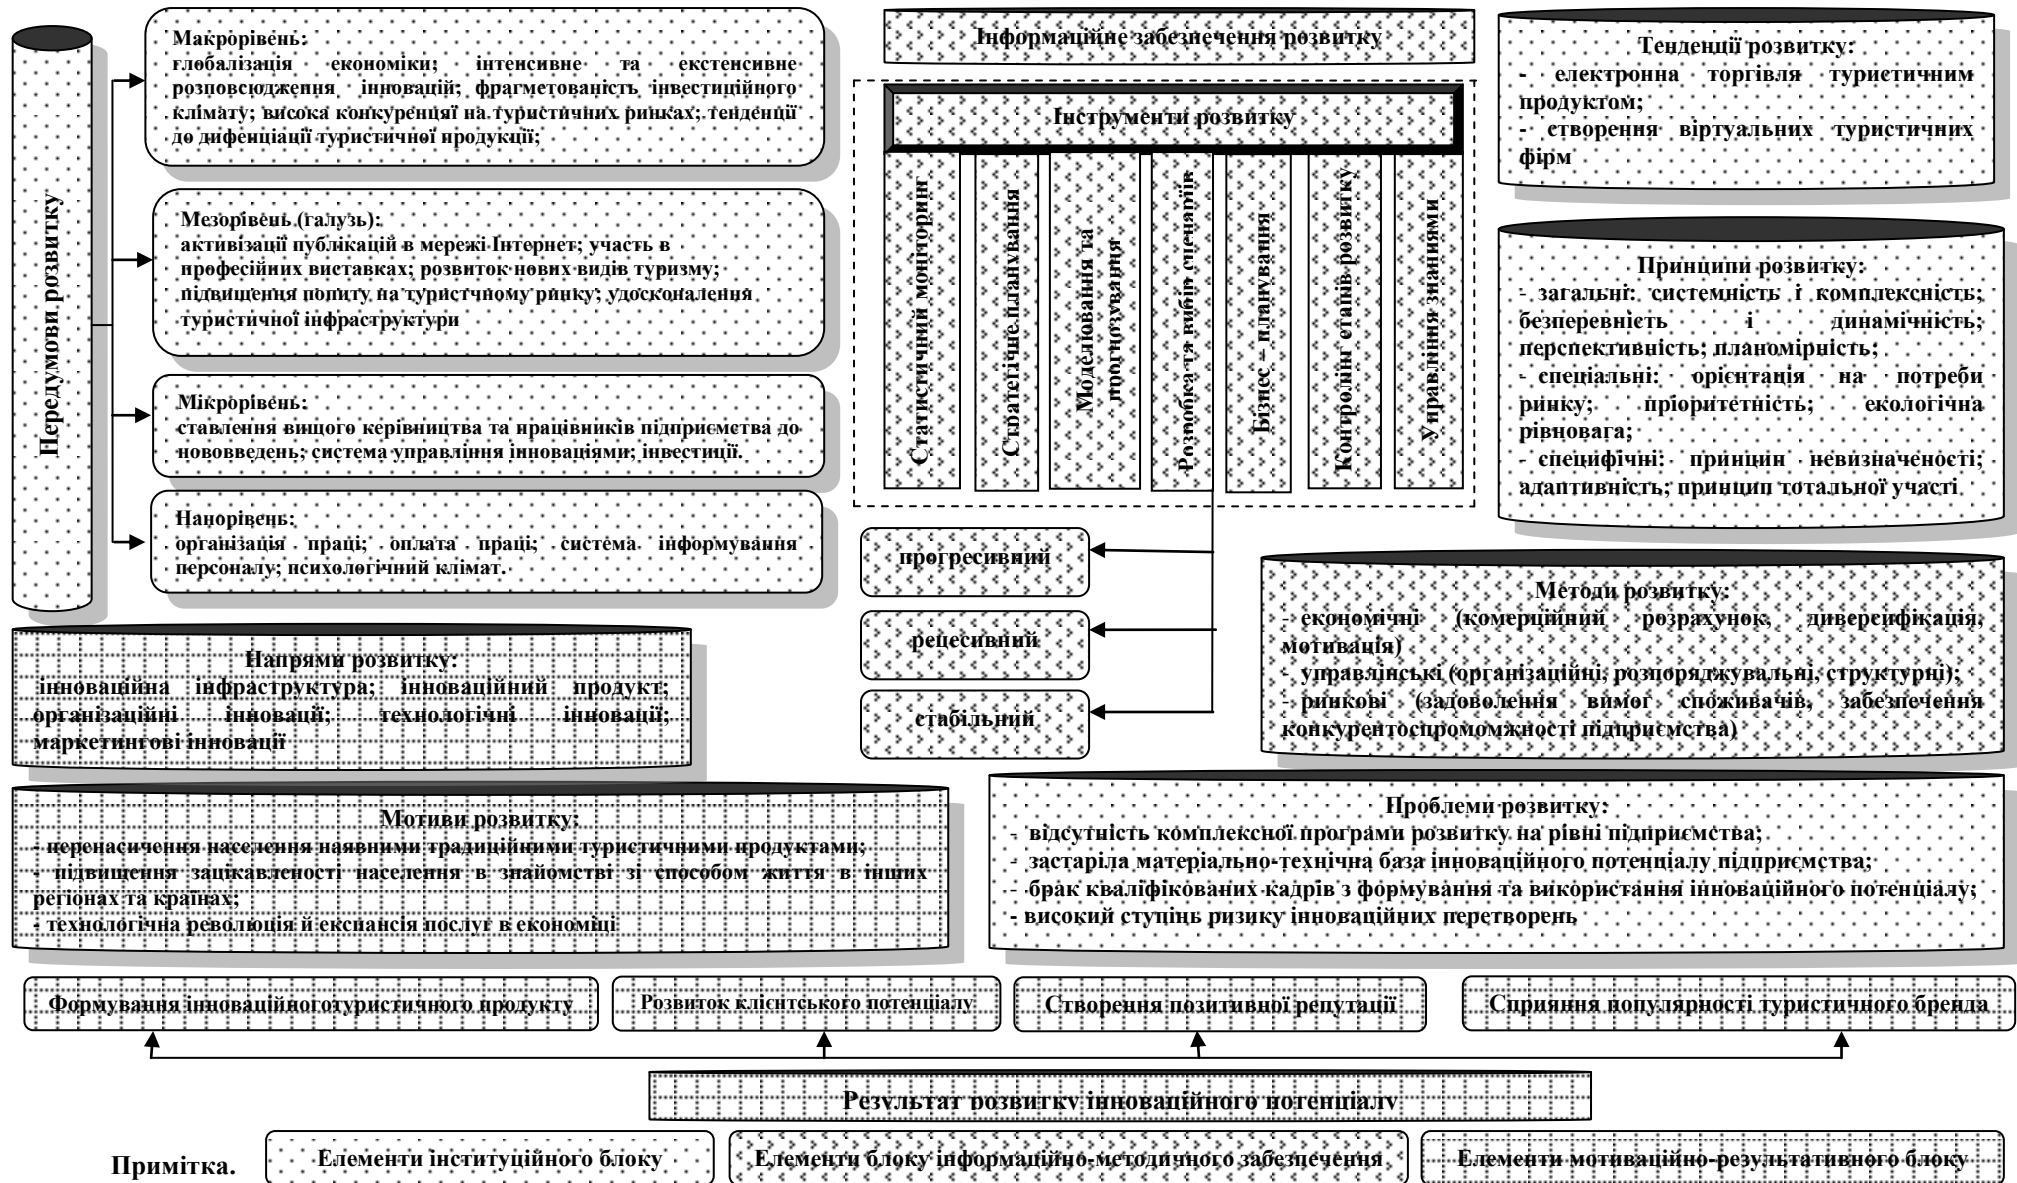 Передумови розвитку
Макрорівень:
глобалізація економіки; інтенсивне та екстенсивне
розповсюдження інновацій; фрагметованість інвестиційного
клімату; висока конкуренцяї на туристичних ринках; тенденції
до дифенціації туристичної продукції;
Мезорівень (галузь):
активізації публікацій в мережі Інтернет; участь в
професійних виставках; розвиток нових видів туризму;
підвищення попиту на туристчному ринку; удосконалення
туристичної інфраструктури
Мікрорівень:
ставлення вищого керівництва та працівників підприємства до
нововведень; система управління інноваціями; інвестиції.
Нанорівень:
організація праці; оплата праці; система інформування
персоналу; психологічний клімат.
Інформаційне забезпечення розвитку
Інструменти розвитку
Статистичний моніторинг
Стратегічне планування
Моделювання та
прогнозування
Розробка та вибір сценаріїв
Бізнес – планування
Контролінг етапів розвитку
Управління знаннями
прогресивний
рецесивний
стабільний
Тенденції розвитку:
- електронна торгівля туристичним
продуктом;
- створення віртуальних туристичних
фірм
Принципи розвитку:
- загальні: системність і комплексність;
безперевність і динамічність;
перспективність; планомірність;
- спеціальні: орієнтація на потреби
ринку; пріоритетність; екологічна
рівновага;
- специфічні: принцип невизначеності;
адаптивність; принцип тотальної участі
Методи розвитку:
- економічні (комерційний розрахунок, диверсифікація,
мотивація)
- управлінські (організаційні, розпоряджувальні, структурні);
- ринкові (задоволення вимог споживачів, забезпечення
конкурентоспромомжності підприємства)
Напрями розвитку:
інноваційна інфраструктура; інноваційний продукт;
організаційні інновації; технологічні інновації;
маркетингові інновації
Мотиви розвитку:
- перенасичення населення наявними традиційними туристичними продуктами;
- підвищення зацікавленості населення в знайомстві зі способом життя в інших
регіонах та країнах;
- технологічна революція й експансія послуг в економіці
Проблеми розвитку:
- відсутність комплексної програми розвитку на рівні підприємства;
- застаріла матеріально-технічна база інноваційного потенціалу підприємства;
- брак кваліфікованих кадрів з формування та використання інноваційного потенціалу;
- високий ступінь ризику інноваційних перетворень
Формування інноваційноготуристичного продукту
Розвиток клієнтського потенціалу
Створення позитивної репутації
Сприяння популярності туристичного бренда
Результат розвитку інноваційного потенціалу
Примітка.
Елементи інституційного блоку
Елементи блоку інформаційно-методичного забезпечення
Елементи мотиваційно-результативного блоку